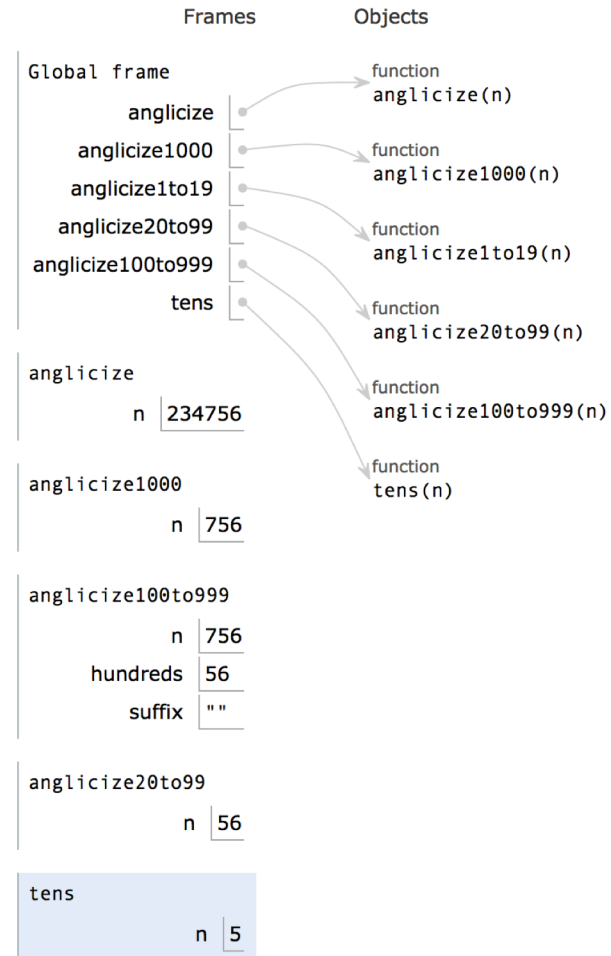 Frames Objects
Global frame
anglicize
anglicize1000
anglicize1to19
anglicize20to99
anglicize100to999
tens
function
anglicize(n)
function
anglicize1000(n)
function
anglicize1to19(n)
function
anglicize20to99(n)
function
anglicize100to999(n)
function
tens(n)
anglicize
n 234756
anglicize1000
n 756
anglicize100to999
n 756
hundreds 56
suffix ""
anglicize20to99
n 56
tens
n 5